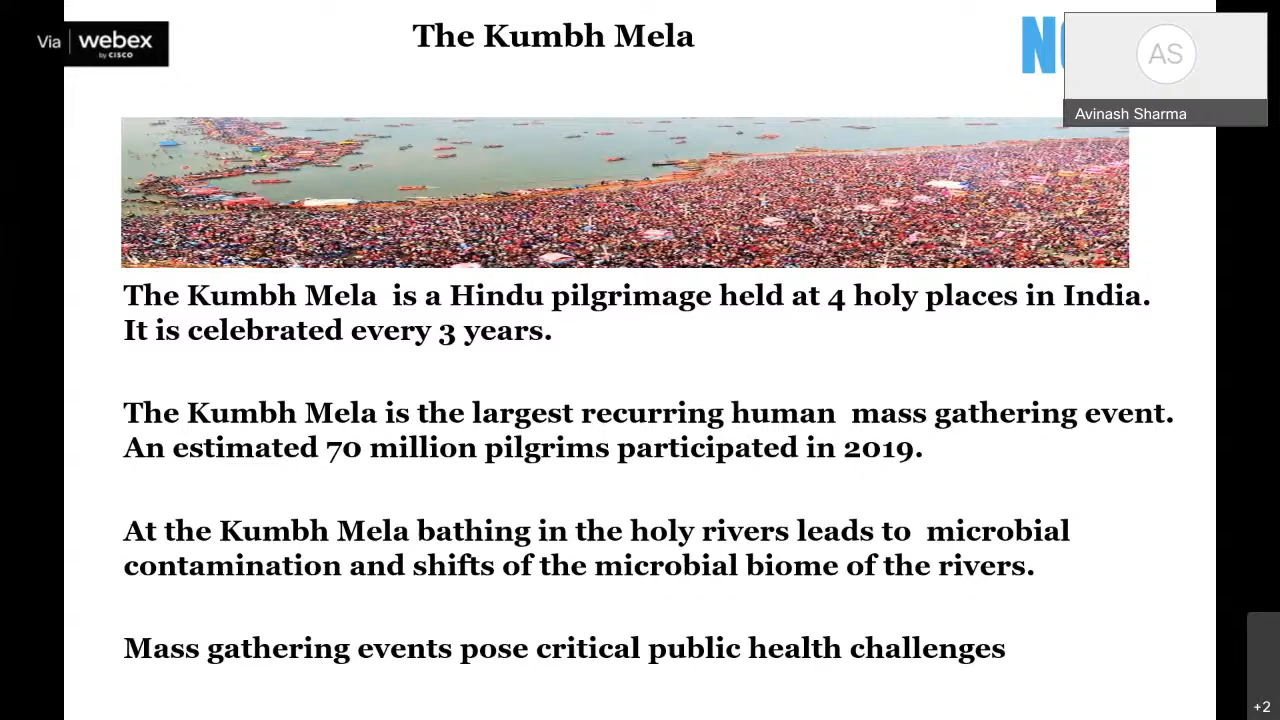 Via webex
by CISCO
The Kumbh Mela
AS
Avinash Sharma
The Kumbh Mela is a Hindu pilgrimage held at 4 holy places in India.
It is celebrated every 3 years.
The Kumbh Mela is the largest recurring human mass gathering event.
An estimated 70 million pilgrims participated in 2019.
At the Kumbh Mela bathing in the holy rivers leads to microbial
contamination and shifts of the microbial biome of the rivers.
Mass gathering events pose critical public health challenges
+2